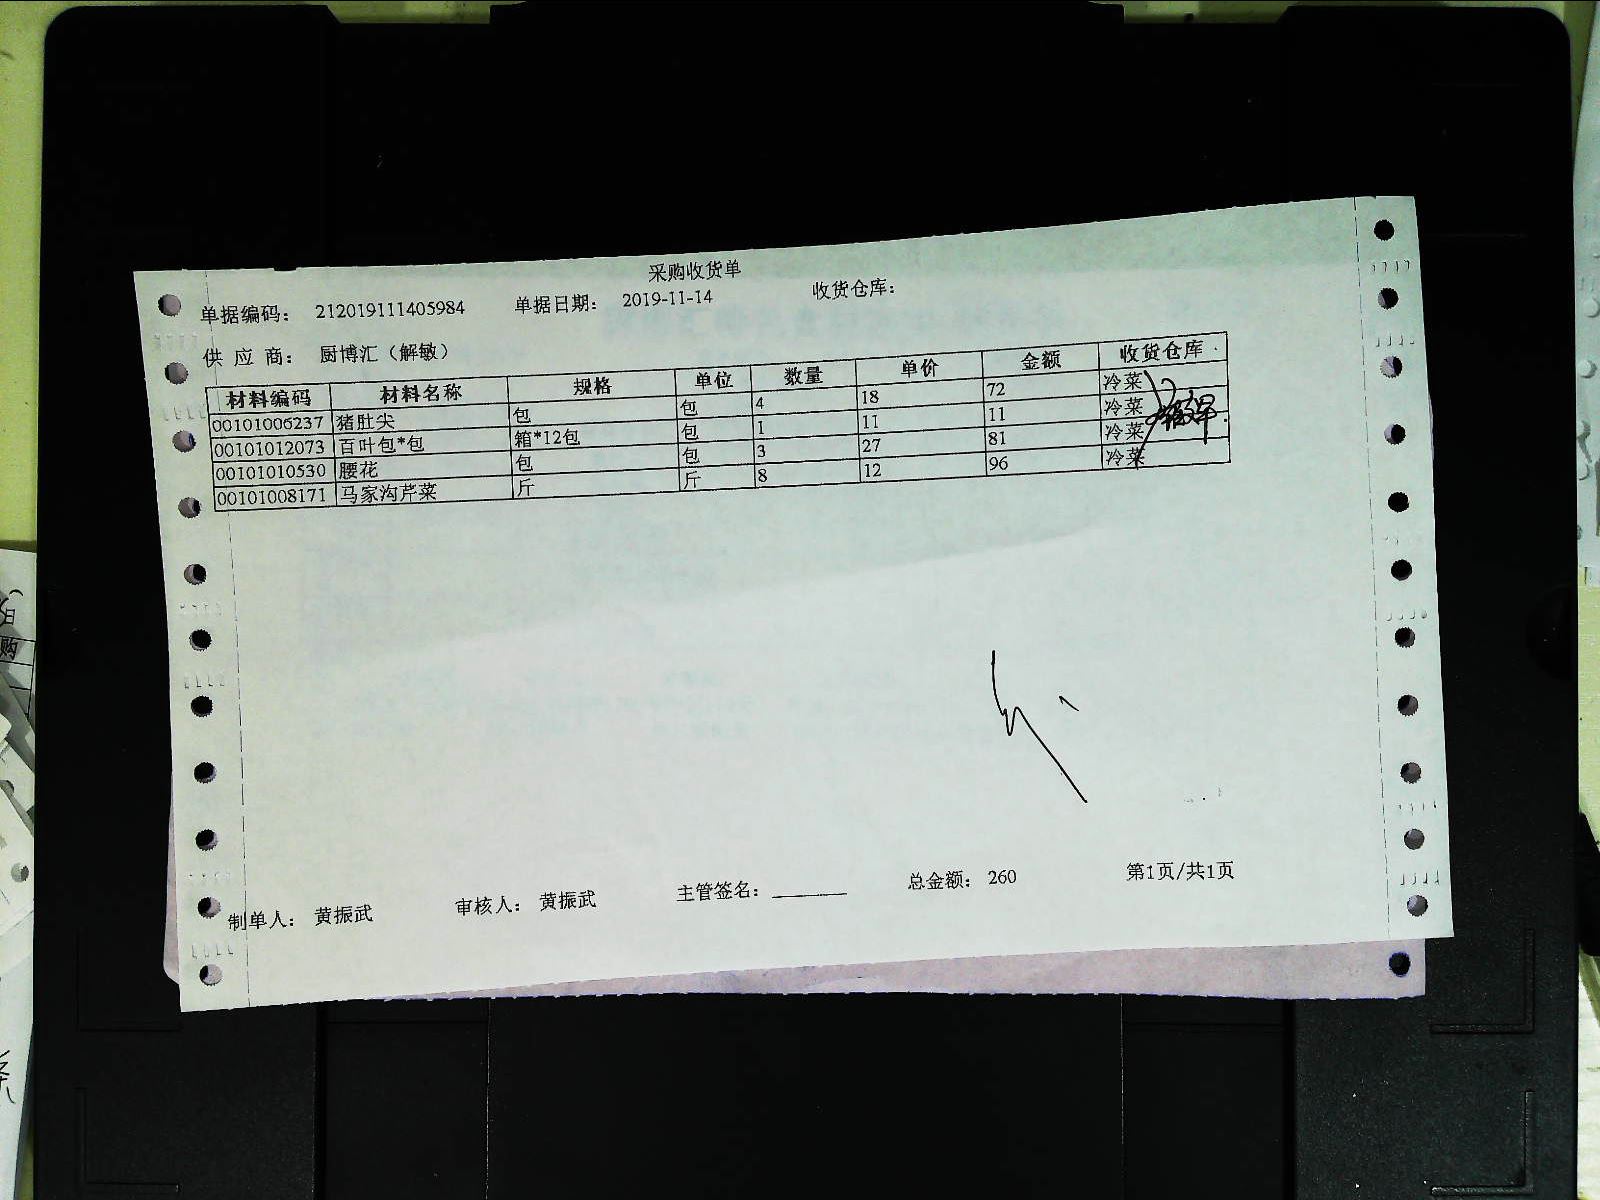 采购收货单
单据编码： 212019111405984 单据日期： 2019-11-14 收货仓库：
供 应 商： 厨博汇（解敏）
材料编码 材料名称 规格 单位 数量 单价 金额 收货仓库
00101006237 猪肚尖 包 包 4 18 72 冷菜
00101012073 百叶包*包 箱*12包 包 1 11 11 冷菜
00101010530 腰花 包 包 3 27 81 冷菜
00101008171 马家沟芹菜 斤 斤 8 12 96 冷菜
制单人： 黄振武 审核人： 黄振武 主管签名： 总金额： 260 第1页/共1页
日
购